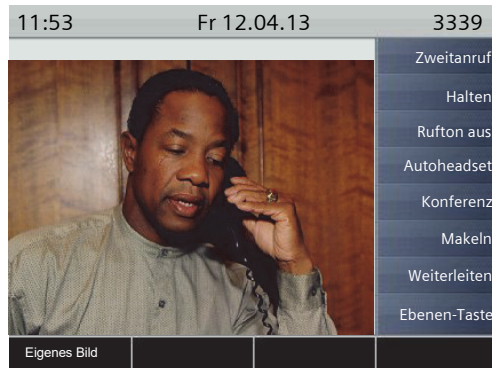 11:53 Fr 12.04.13 3339
Zweitanruf
Halten
Rufton aus
Autoheadset
Konferenz
Makeln
Weiterleiten
Ebenen-Taste
Eigenes Bild